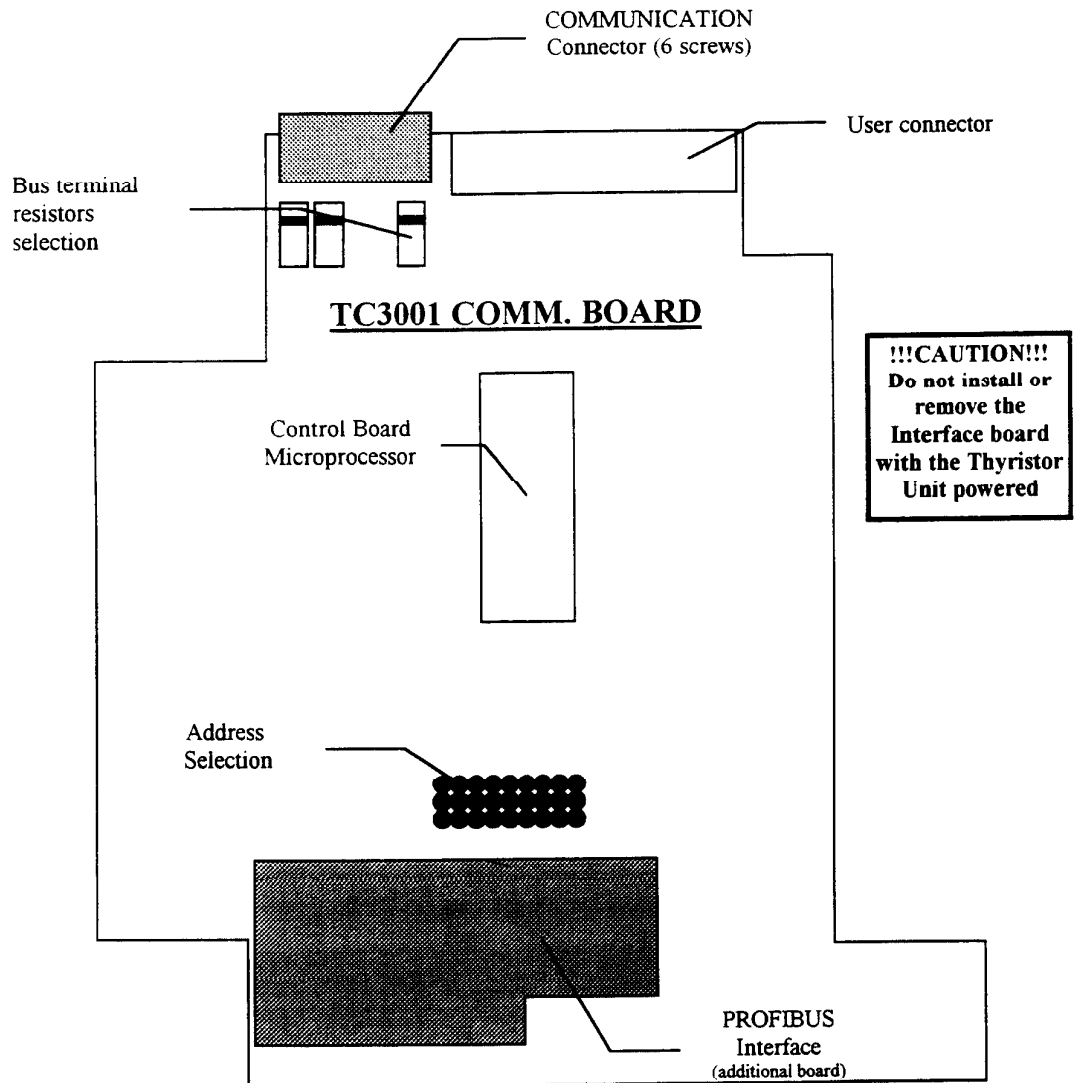 COMMUNICATION
Connector (6 screws)
User connector
Bus terminal
resistors
selection
TC3001 COMM. BOARD
!!!CAUTION!!!
Do not install or
remove the
Interface board
with the Thyristor
Unit powered
Control Board
Microprocessor
Address
Selection
PROFIBUS
Interface
(additional board)